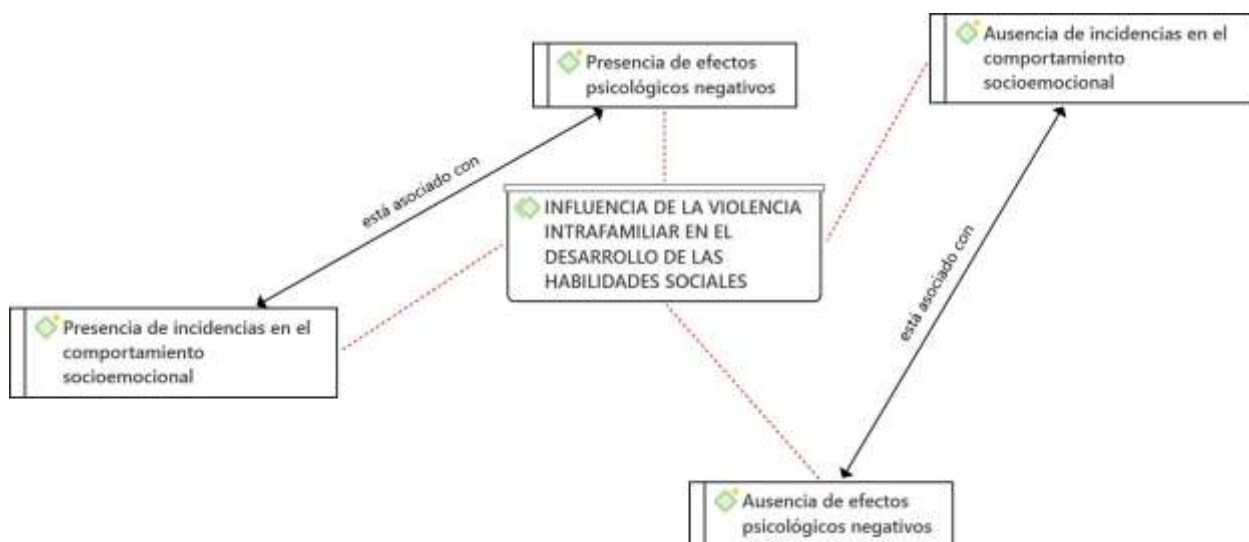 Ausencia de incidencias en el
comportamiento
socioemocional
Presencia de efectos
psicológicos negativos
está asociado con
INFLUENCIA DE LA VIOLENCIA
INTRAFAMILIAR EN EL
DESARROLLO DE LAS
HABILIDADES SOCIALES
está asociado con
Presencia de incidencias en el
comportamiento
socioemocional
Ausencia de efectos
psicológicos negativos